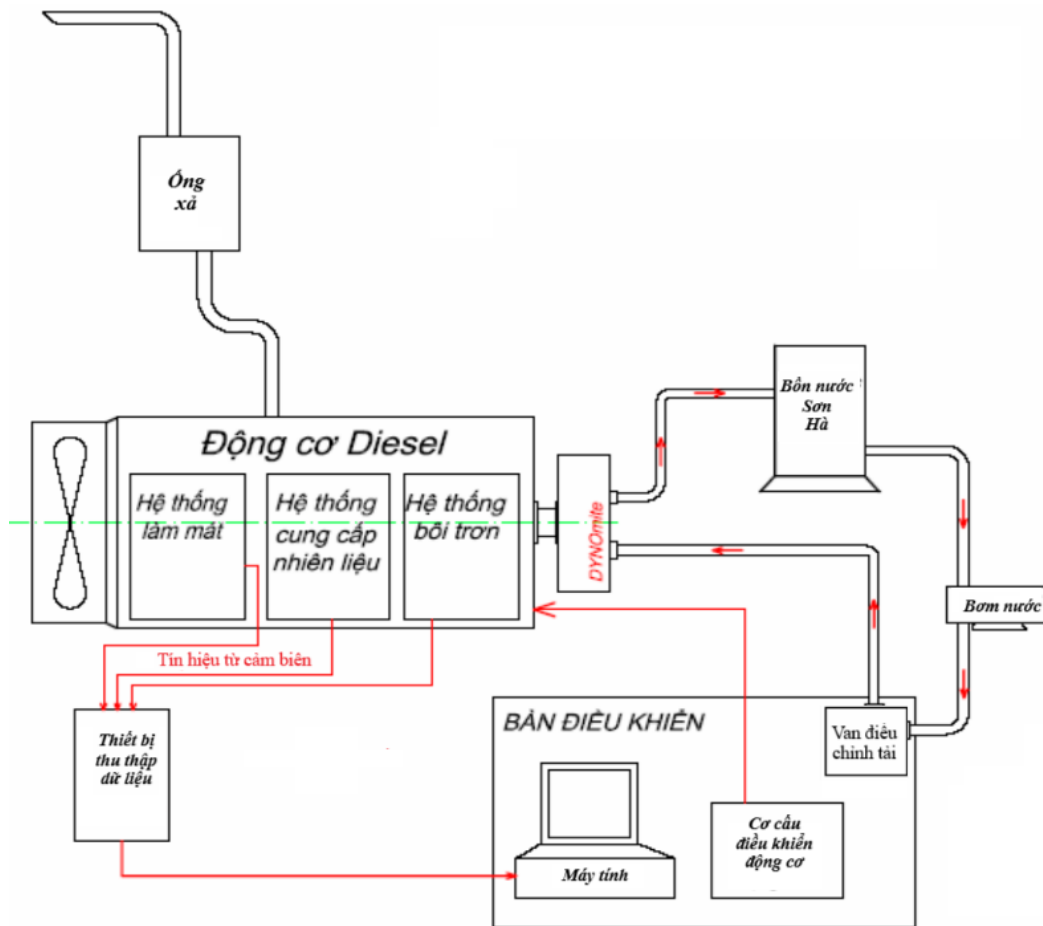 Ống
xả
Bồn nước
Sơn
Hà
Động cơ Diesel
Hệ thống
làm mát
Hệ thống
cung cấp
nhiên liệu
Hệ thống
bôi trơn
DYNOmite
Bơm nước
Tín hiệu từ cảm biên
BÀN ĐIỀU KHIỂN
Van điều
chỉnh tải
Thiết bị
thu thập
dữ liệu
Cơ cấu
điều khiển
động cơ
Máy tính